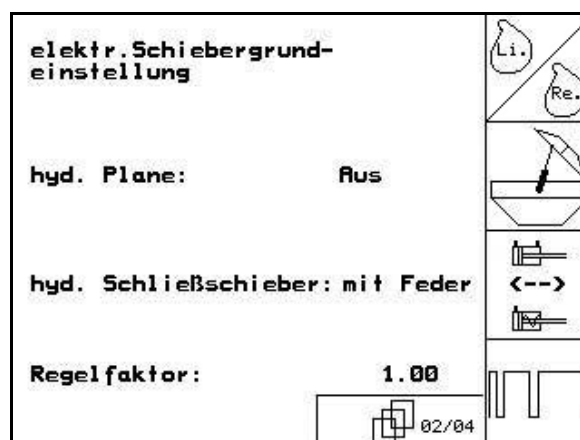 elektr.Schiebergrund-
einstellung
Li.
Re.
hyd. Plane: Aus
hyd. Schließschieber: mit Feder
<-->
Regelfaktor: 1.00
02/04